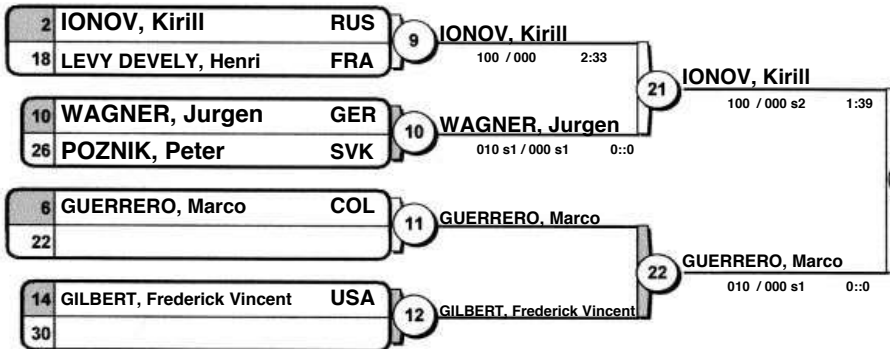 2 IONOV, Kirill RUS
18 LEVY DEVELY, Henri FRA
9
IONOV, Kirill
100 / 000 2:33
10 WAGNER, Jurgen GER
26 POZNIK, Peter SVK
10
WAGNER, Jurgen
010 s1 / 000 s1 0::0
21
IONOV, Kirill
100 / 000 s2 1:39
6 GUERRERO, Marco COL
22
11
GUERRERO, Marco
14 GILBERT, Frederick Vincent USA
30
12
GILBERT, Frederick Vincent
22
GUERRERO, Marco
010 / 000 s1 0::0